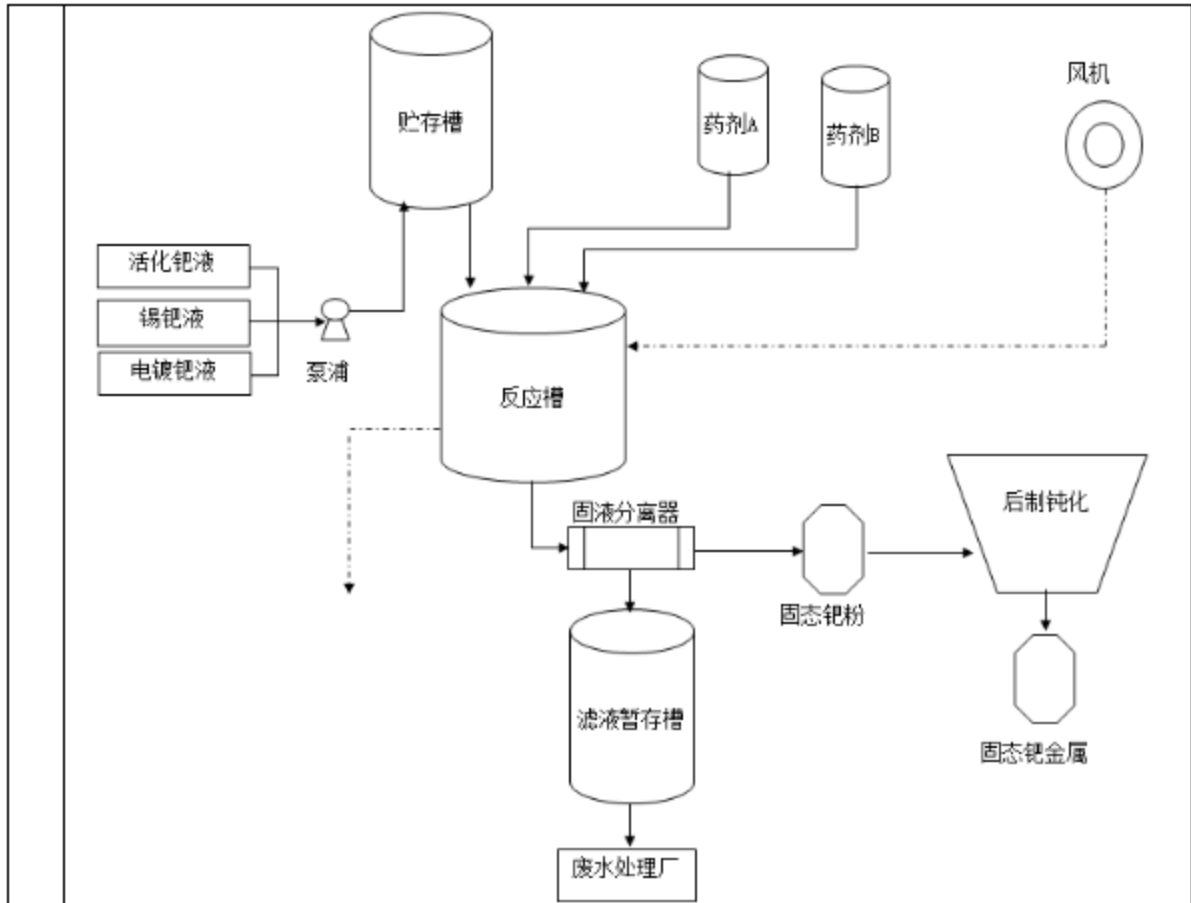 风机
贮存槽
药剂A
药剂B
活化钯液
锡钯液
电镀钯液
泵浦
反应槽
固液分离器
后制钝化
固态钯粉
滤液暂存槽
固态钯金属
废水处理厂